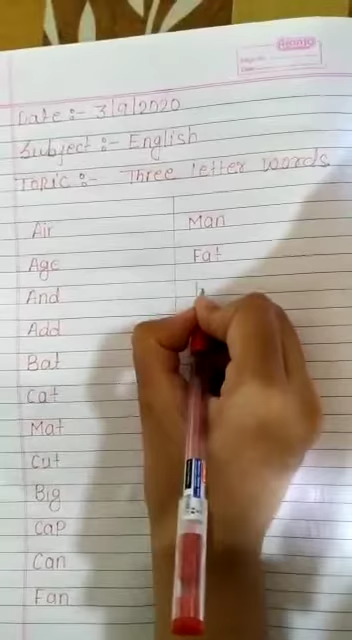 Date :- 3/9/2020
Subject :- English
TOPIC :- Three letter words
Air
Age
And
Add
Bat
Cat
Mat
Cut
Big
Cap
Can
Fan
Man
Fat